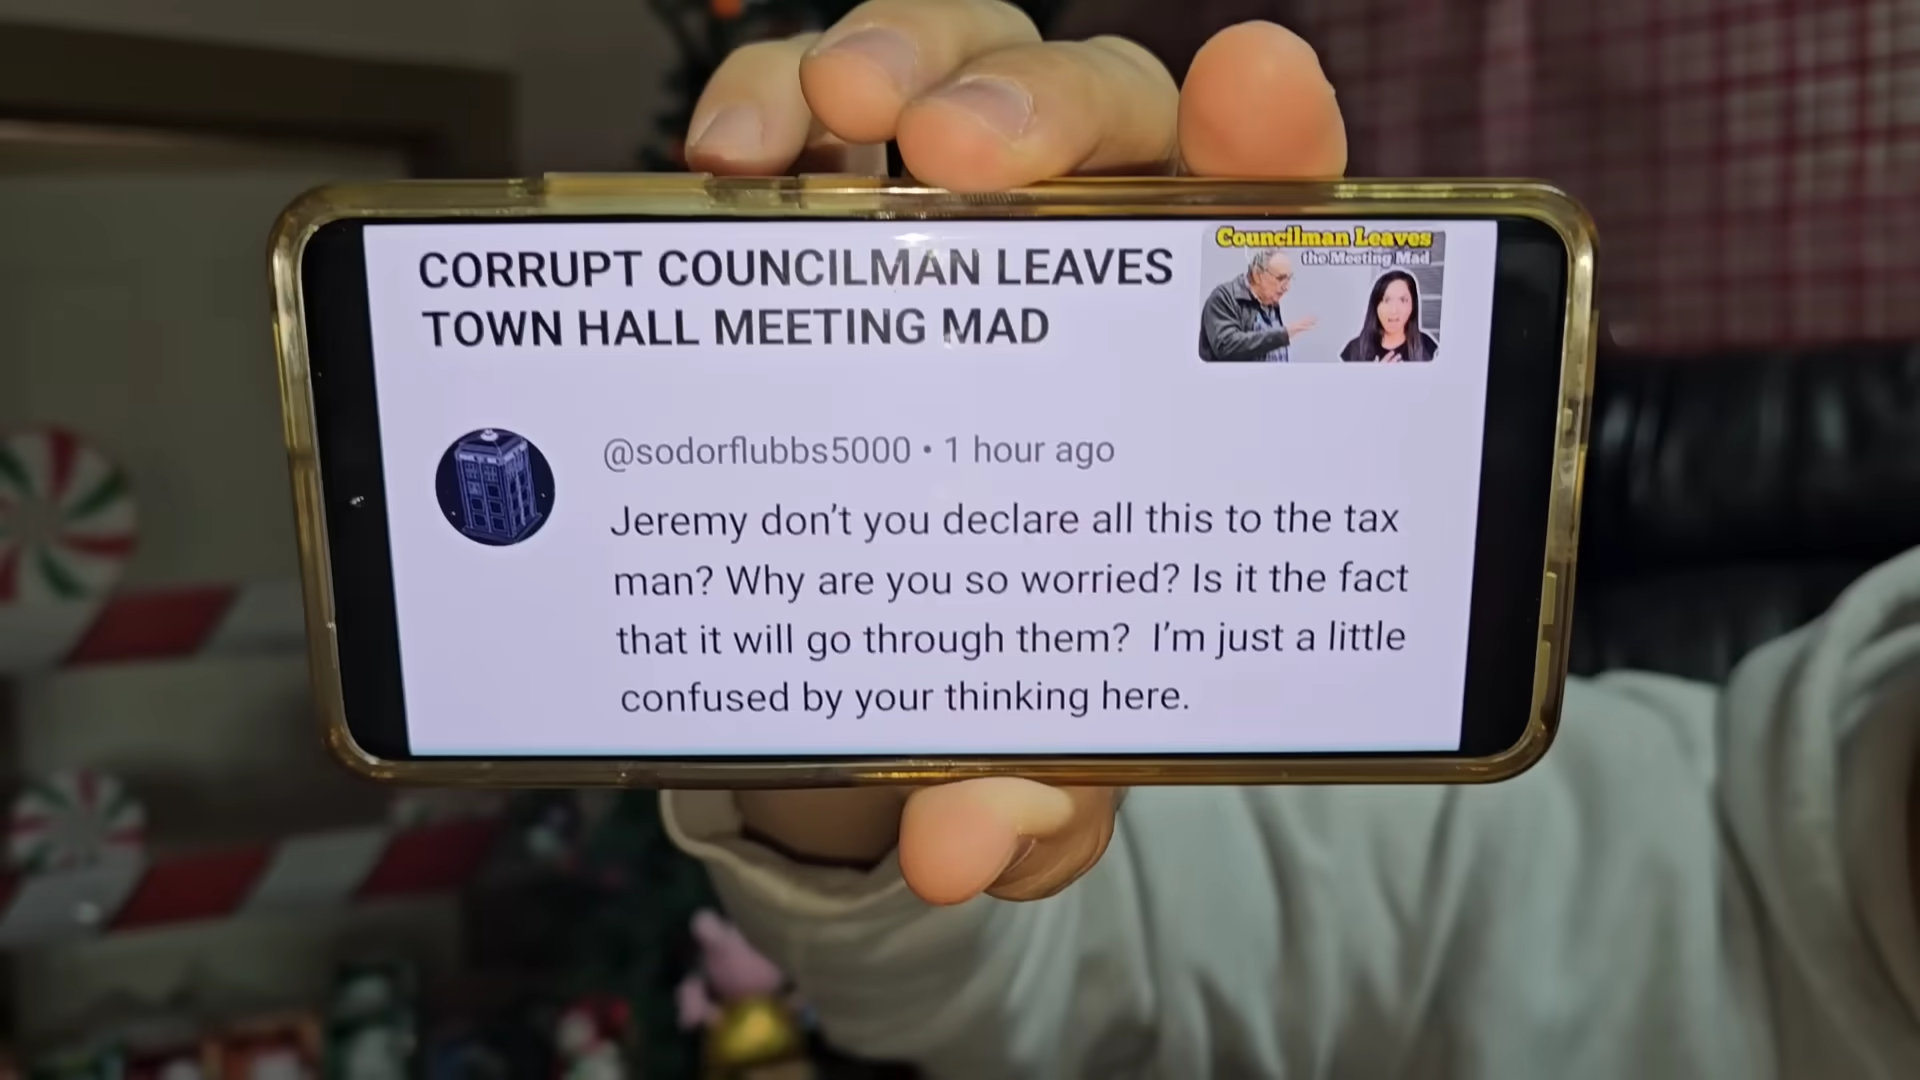 CORRUPT COUNCILMAN LEAVES
TOWN HALL MEETING MAD
Councilman Leaves
the Meeting Mad
@sodorflubbs5000 • 1 hour ago
Jeremy don’t you declare all this to the tax
man? Why are you so worried? Is it the fact
that it will go through them?  I’m just a little
confused by your thinking here.